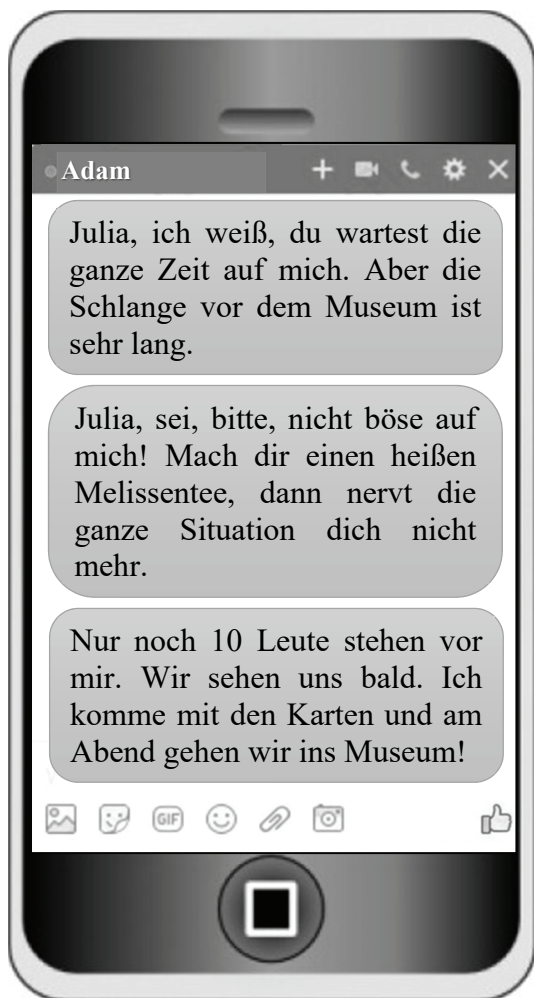 Adam
Julia, ich weiß, du wartest die
ganze Zeit auf mich. Aber die
Schlange vor dem Museum ist
sehr lang.
Julia, sei, bitte, nicht böse auf
mich! Mach dir einen heißen
Melissentee, dann nervt die
ganze Situation dich nicht
mehr.
Nur noch 10 Leute stehen vor
mir. Wir sehen uns bald. Ich
komme mit den Karten und am
Abend gehen wir ins Museum!
GIF